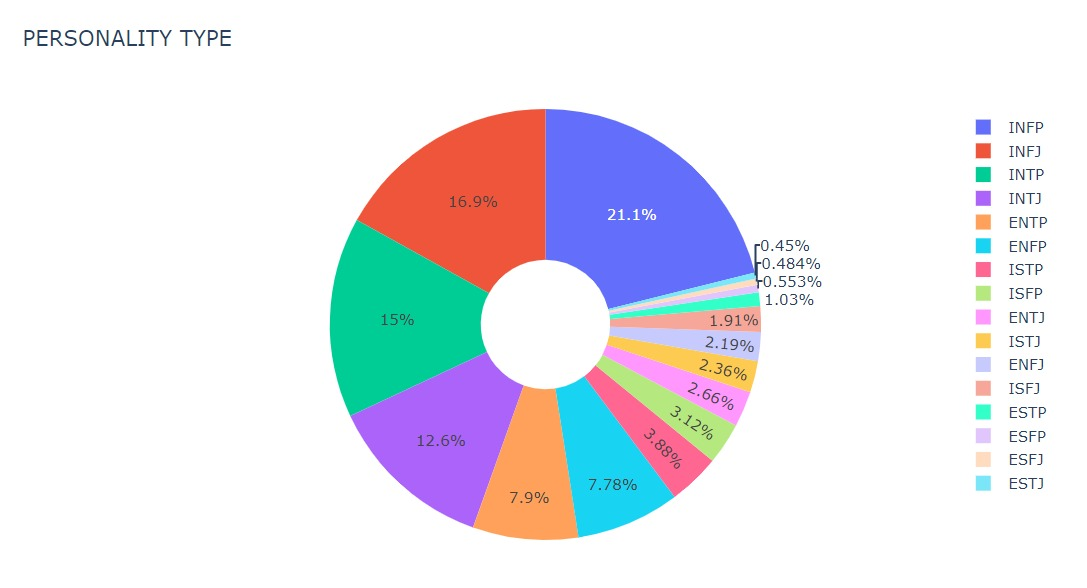 PERSONALITY TYPE
16.9%
21.1%
0.45%
0.484%
0.553%
1.03%
1.91%
2.19%
2.36%
2.66%
3.12%
3.88%
7.78%
7.9%
12.6%
15%
INFP
INFJ
INTP
INTJ
ENTP
ENFP
ISTP
ISFP
ENTJ
ISTJ
ENFJ
ISFJ
ESTP
ESFP
ESFJ
ESTJ